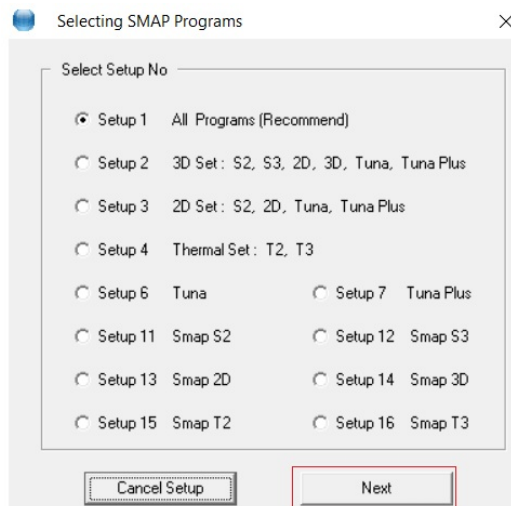 Selecting SMAP Programs
Select Setup No
Setup 1 All Programs (Recommend)
Setup 2 3D Set : S2, S3, 2D, 3D, Tuna, Tuna Plus
Setup 3 2D Set : S2, 2D, Tuna, Tuna Plus
Setup 4 Thermal Set : T2, T3
Setup 6 Tuna Setup 7 Tuna Plus
Setup 11 Smap S2 Setup 12 Smap S3
Setup 13 Smap 2D Setup 14 Smap 3D
Setup 15 Smap T2 Setup 16 Smap T3
Cancel Setup Next